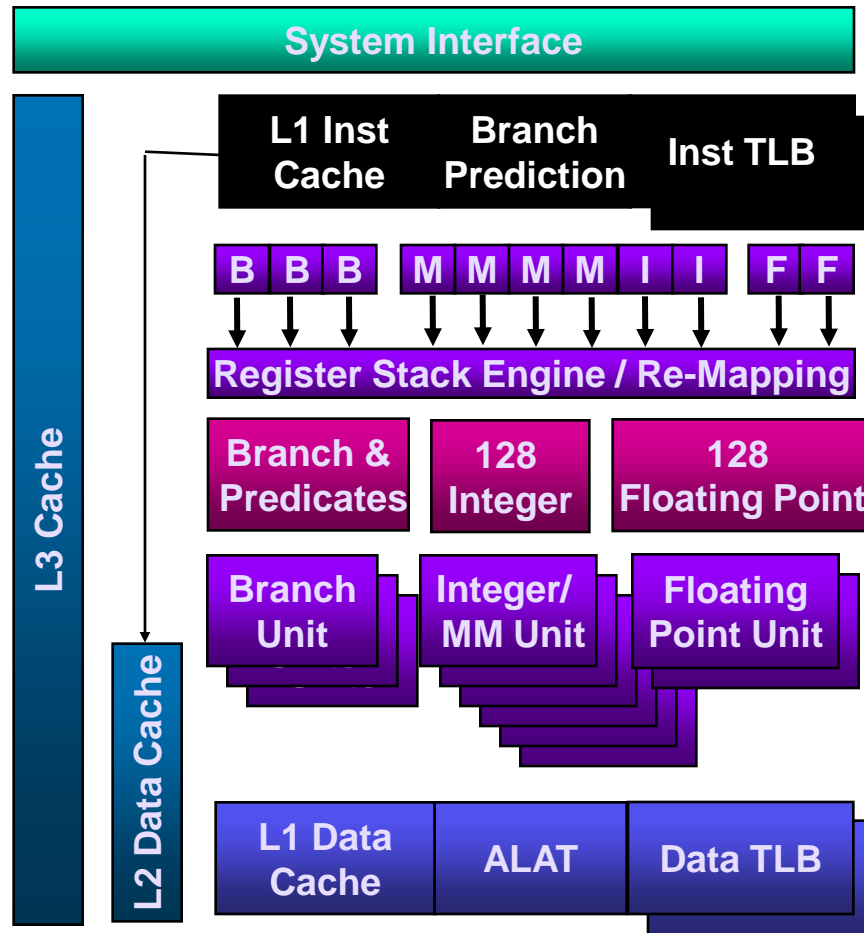 System Interface
L3 Cache
L1 Inst
Cache
Branch
Prediction
Inst TLB
B B B M M M M I I F F
Register Stack Engine / Re-Mapping
Branch &
Predicates
128
Integer
128
Floating Point
Branch
Unit
Integer/
MM Unit
Floating
Point Unit
L2 Data Cache
L1 Data
Cache
ALAT
Data TLB